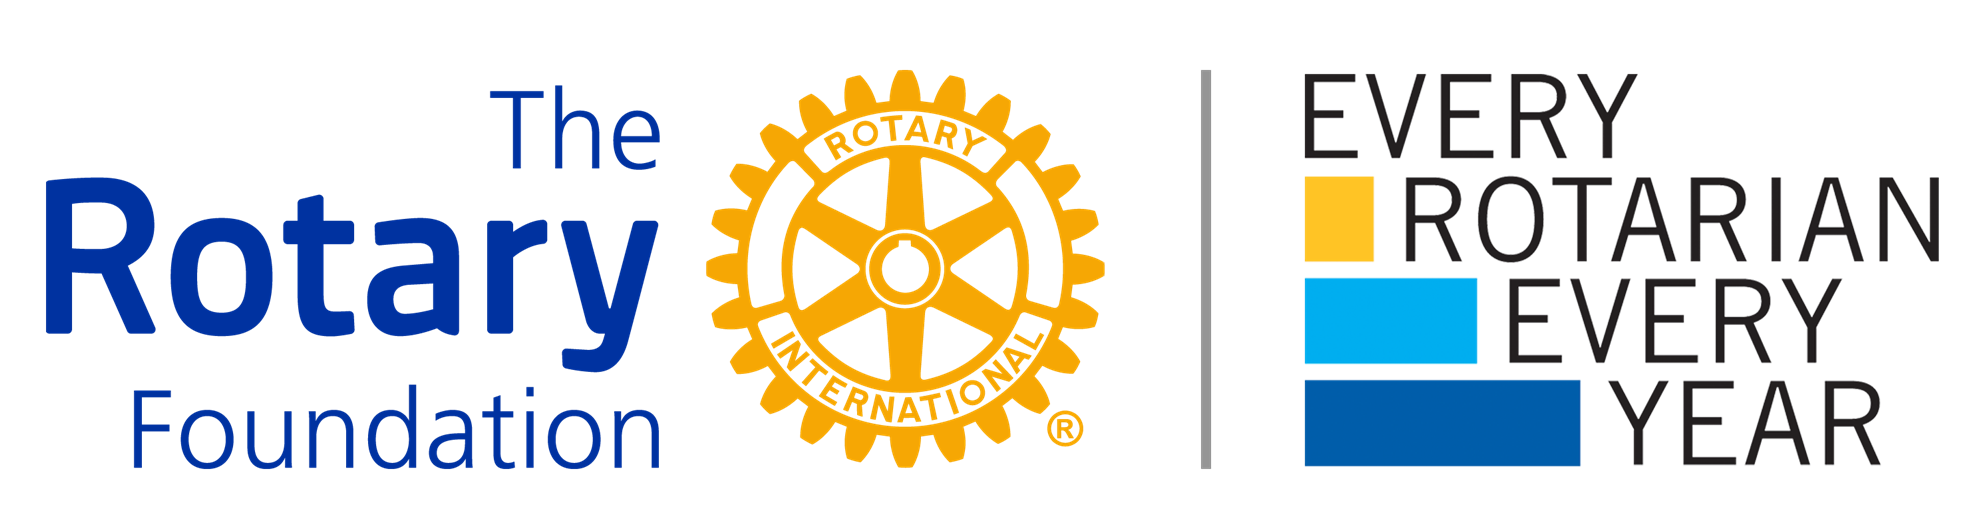 The
Rotary
Foundation
ROTARY
INTERNATIONAL
®
EVERY
ROTARIAN
EVERY
YEAR